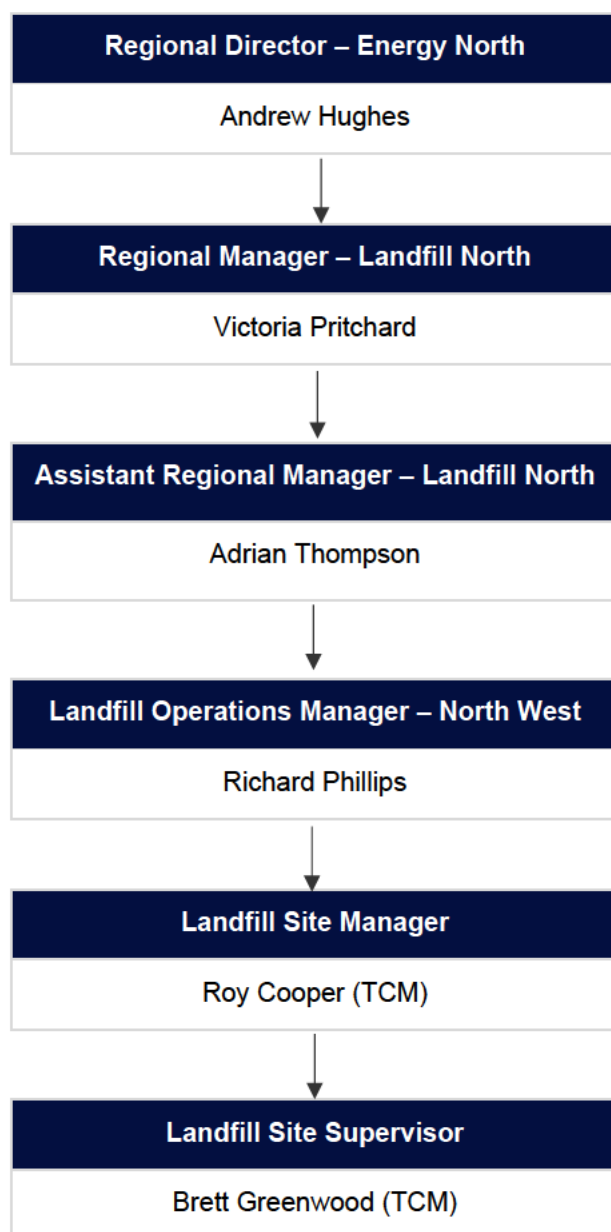 Regional Director – Energy North
Andrew Hughes
Regional Manager – Landfill North
Victoria Pritchard
Assistant Regional Manager – Landfill North
Adrian Thompson
Landfill Operations Manager – North West
Richard Phillips
Landfill Site Manager
Roy Cooper (TCM)
Landfill Site Supervisor
Brett Greenwood (TCM)